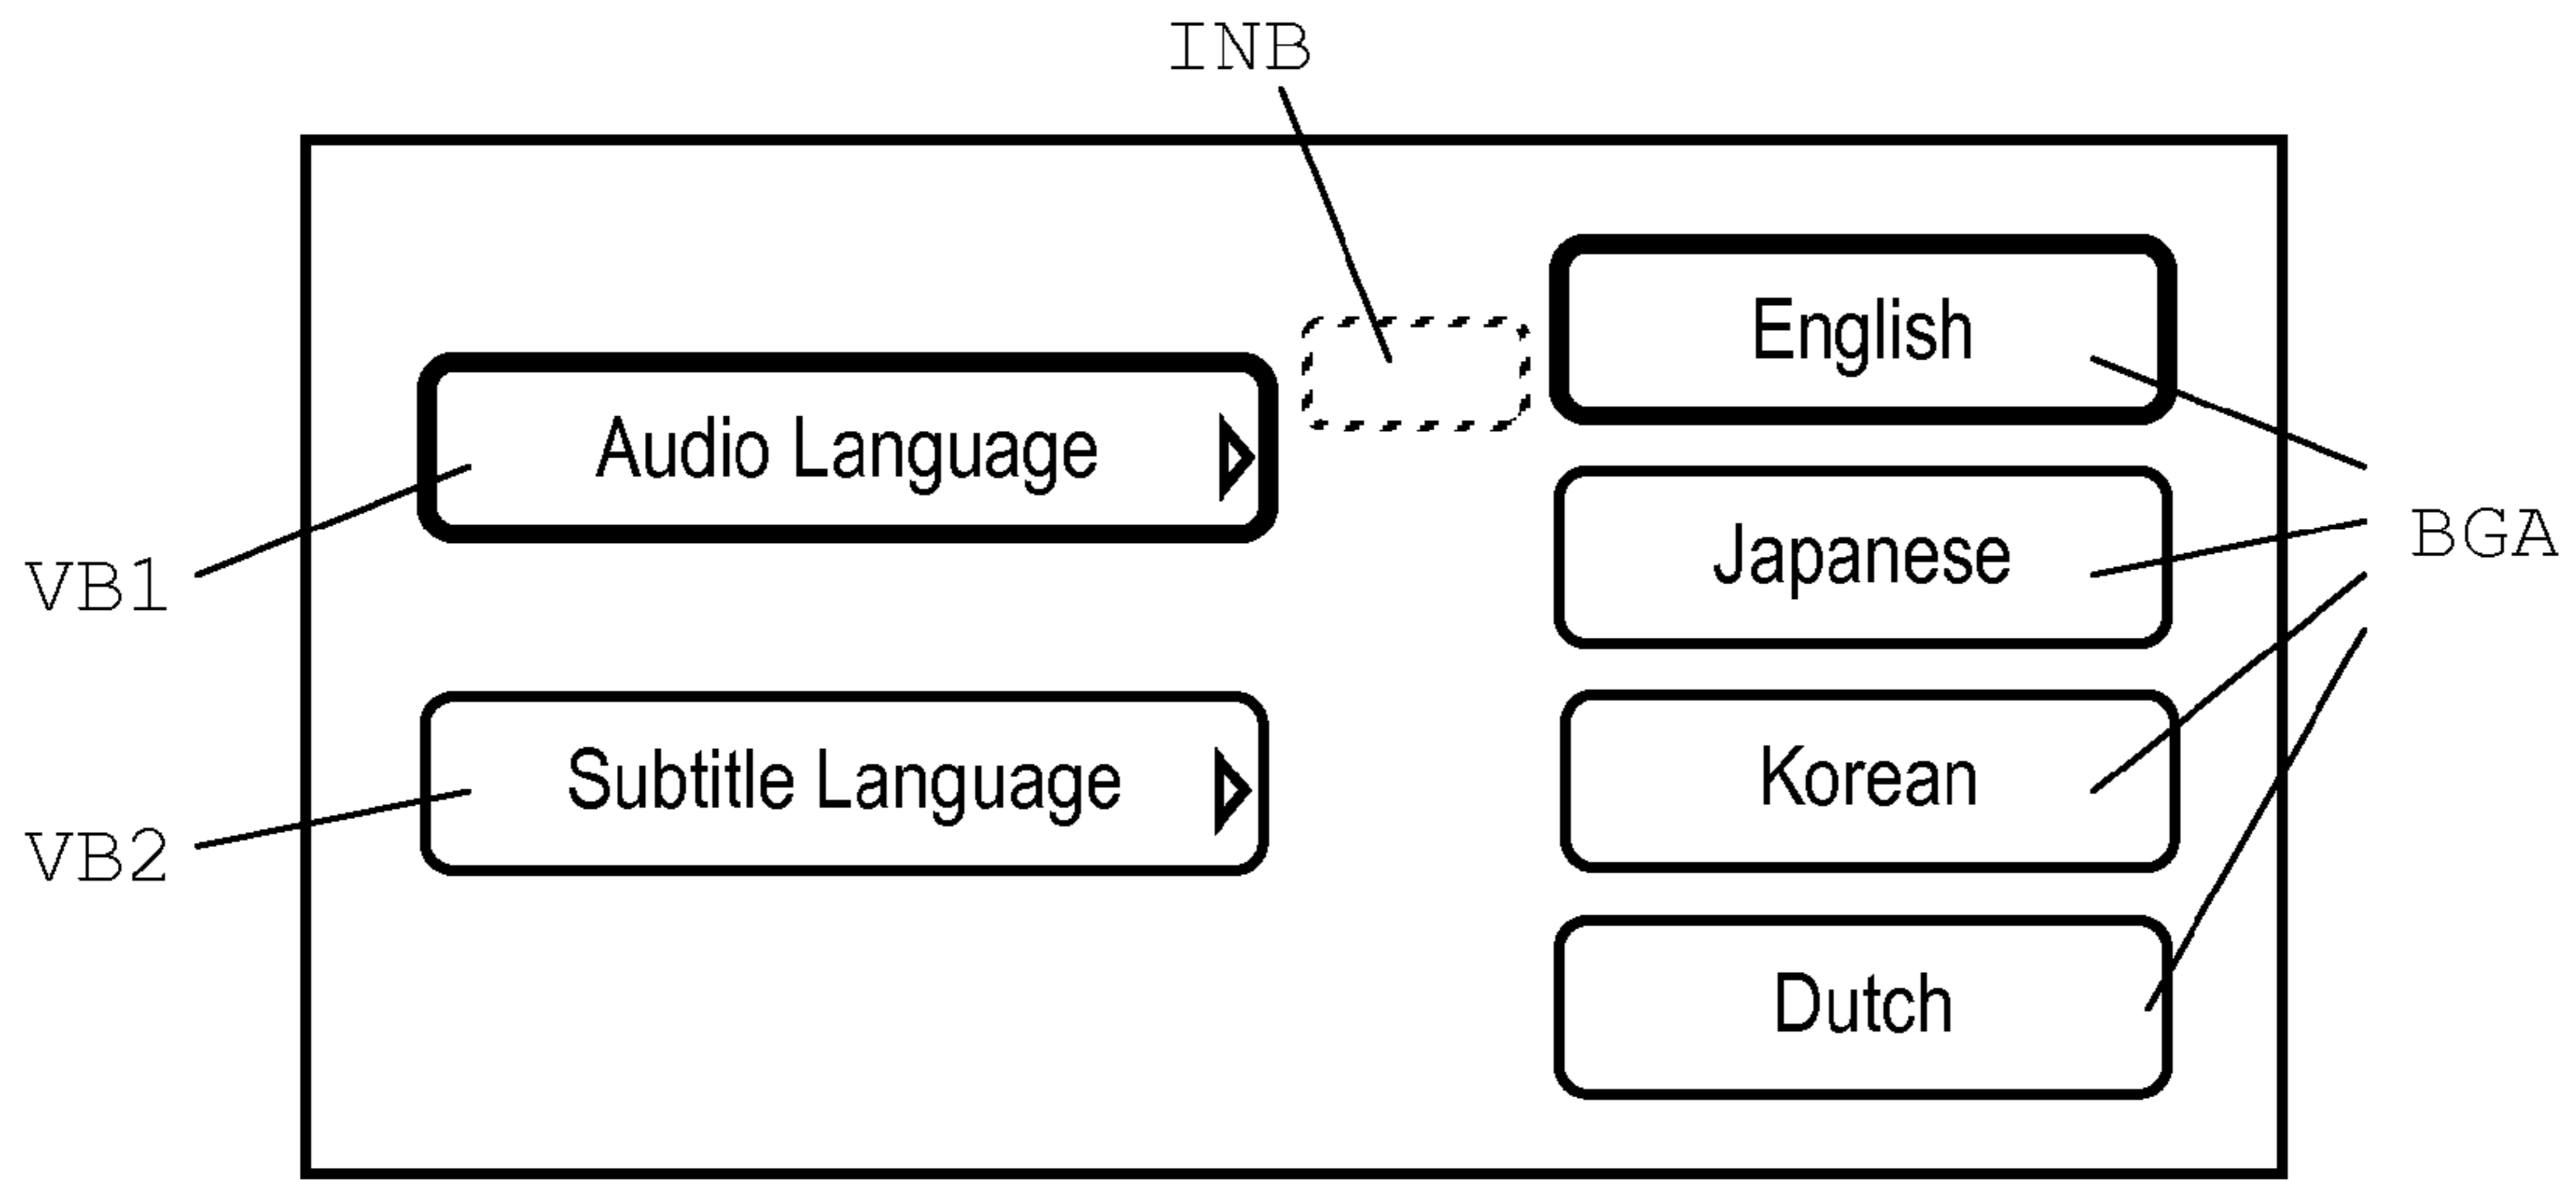 INB
English
Audio Language
Japanese
BGA
VB1
Subtitle Language
Korean
VB2
Dutch